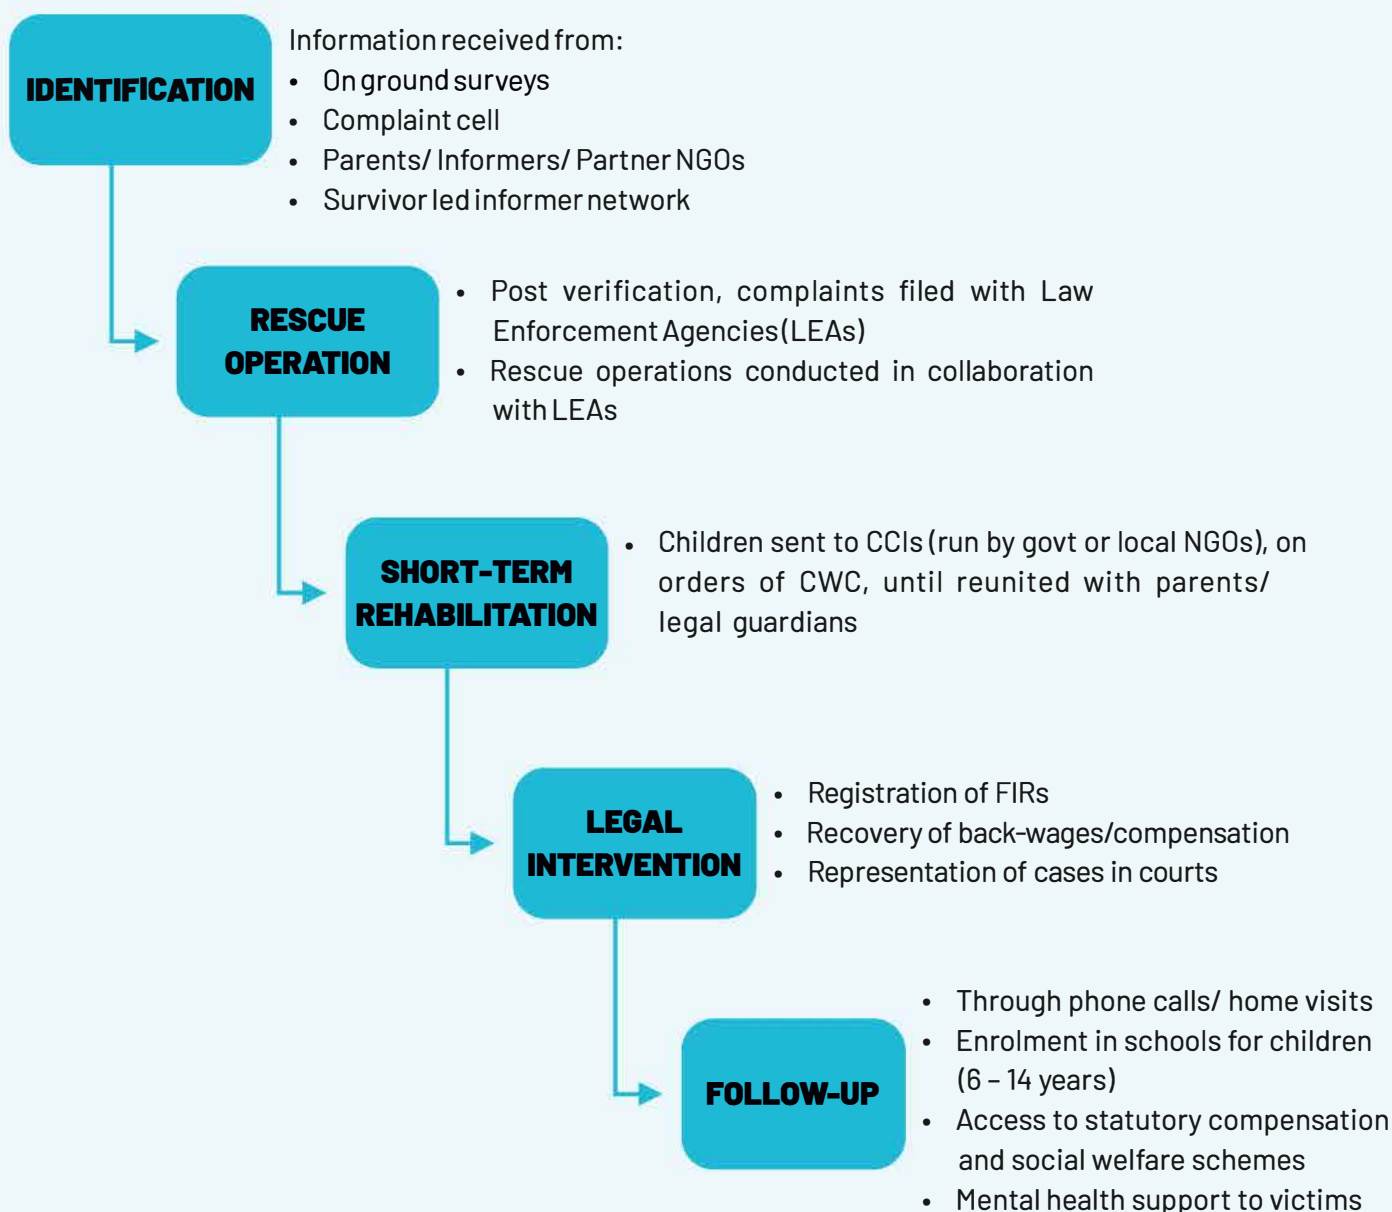 IDENTIFICATION
Information received from:
• On ground surveys
• Complaint cell
• Parents/ Informers/ Partner NGOs
• Survivor led informer network
RESCUE
OPERATION
• Post verification, complaints filed with Law
Enforcement Agencies (LEAs)
• Rescue operations conducted in collaboration
with LEAs
SHORT-TERM
REHABILITATION
• Children sent to CCIs (run by govt or local NGOs), on
orders of CWC, until reunited with parents/
legal guardians
LEGAL
INTERVENTION
• Registration of FIRs
• Recovery of back-wages/compensation
• Representation of cases in courts
FOLLOW-UP
• Through phone calls/ home visits
• Enrolment in schools for children
(6 – 14 years)
• Access to statutory compensation
and social welfare schemes
• Mental health support to victims